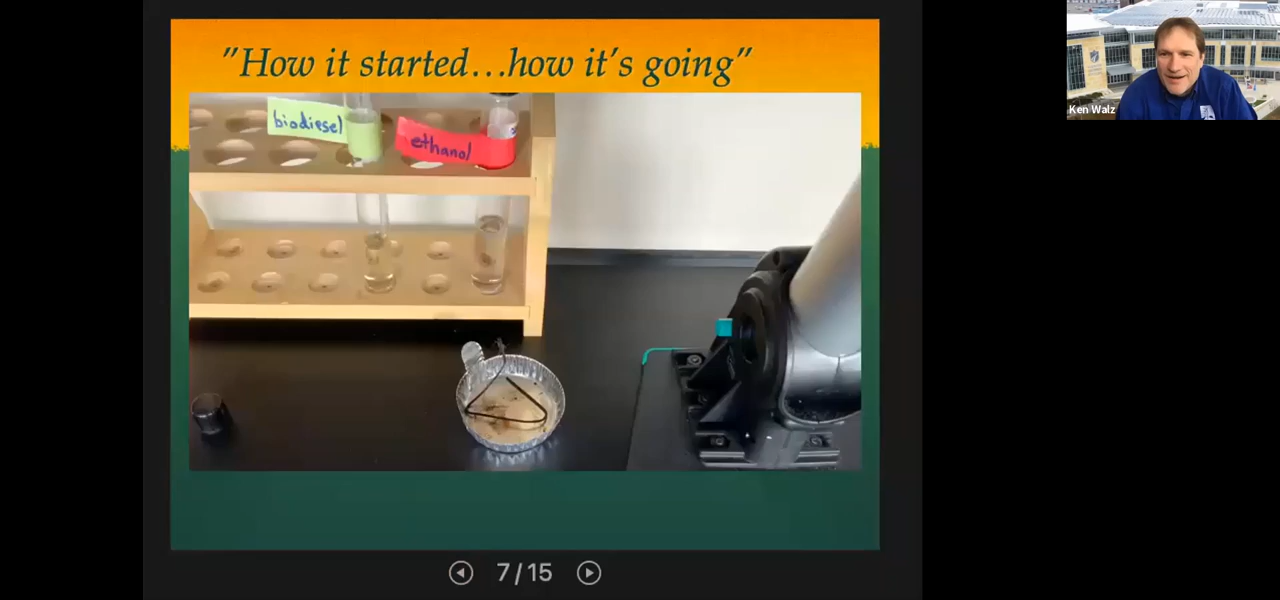 "How it started...how it's going"
biodiesel
ethanol
Ken Walz
7/15